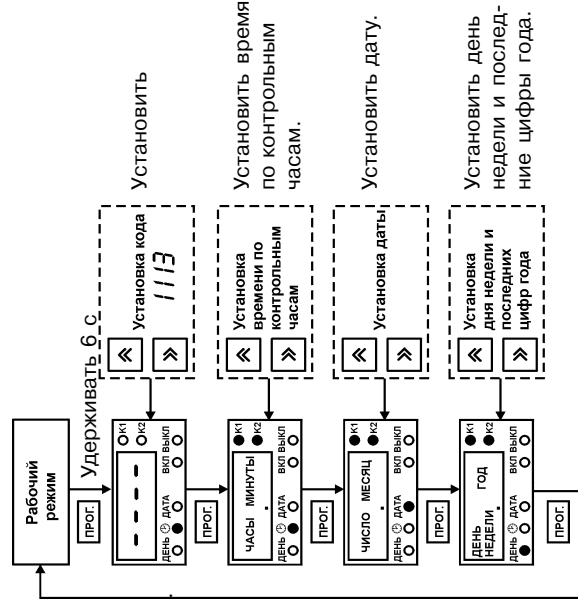 Рабочий
режим
ПРОГ.
Удерживать 6 с
К1
К2
ДЕНЬ ДАТА ВКЛ ВЫКЛ
Установка кода
1113
Установить
ПРОГ.
ЧАСЫ МИНУТЫ
К1
К2
ДЕНЬ ДАТА ВКЛ ВЫКЛ
Установка
времени по
контрольным
часам
Установить время
по контрольным
часам.
ПРОГ.
ЧИСЛО МЕСЯЦ
К1
К2
ДЕНЬ ДАТА ВКЛ ВЫКЛ
Установка даты
Установить дату.
ПРОГ.
ДЕНЬ
НЕДЕЛИ ГОД
К1
К2
ДЕНЬ ДАТА ВКЛ ВЫКЛ
Установка
дня недели и
последних
цифр года
Установить день
недели и послед-
ние цифры года.
ПРОГ.